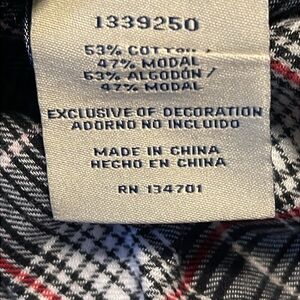 1339250
53% COTTON /
47% MODAL
53% ALGODÓN /
47% MODAL
EXCLUSIVE OF DECORATION
ADORNO NO INCLUIDO
MADE IN CHINA
HECHO EN CHINA
RN 134701